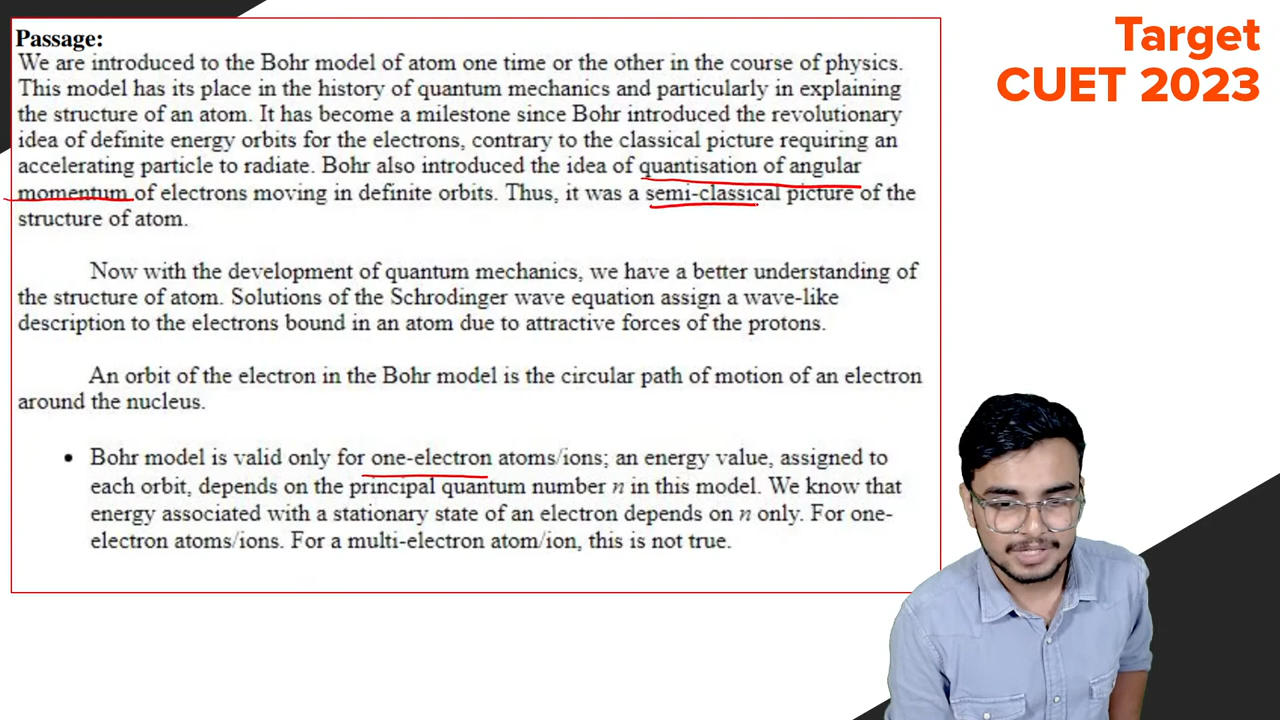 Target
CUET 2023
Passage:
We are introduced to the Bohr model of atom one time or the other in the course of physics.
This model has its place in the history of quantum mechanics and particularly in explaining
the structure of an atom. It has become a milestone since Bohr introduced the revolutionary
idea of definite energy orbits for the electrons, contrary to the classical picture requiring an
accelerating particle to radiate. Bohr also introduced the idea of quantisation of angular
momentum of electrons moving in definite orbits. Thus, it was a semi-classical picture of the
structure of atom.
Now with the development of quantum mechanics, we have a better understanding of
the structure of atom. Solutions of the Schrodinger wave equation assign a wave-like
description to the electrons bound in an atom due to attractive forces of the protons.
An orbit of the electron in the Bohr model is the circular path of motion of an electron
around the nucleus.
• Bohr model is valid only for one-electron atoms/ions; an energy value, assigned to
each orbit, depends on the principal quantum number n in this model. We know that
energy associated with a stationary state of an electron depends on n only. For one-
electron atoms/ions. For a multi-electron atom/ion, this is not true.